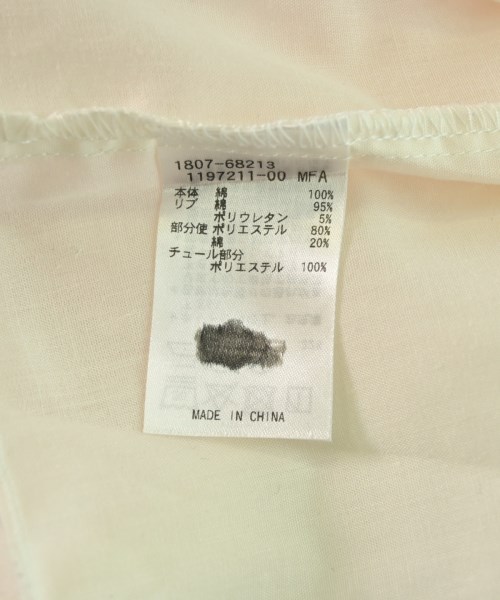 1807-68213
1197211-00 MFA
本体 綿 100%
リブ 綿 95%
ポリウレタン 5%
部分使 ポリエステル 80%
綿 20%
チュール部分
ポリエステル 100%
MADE IN CHINA